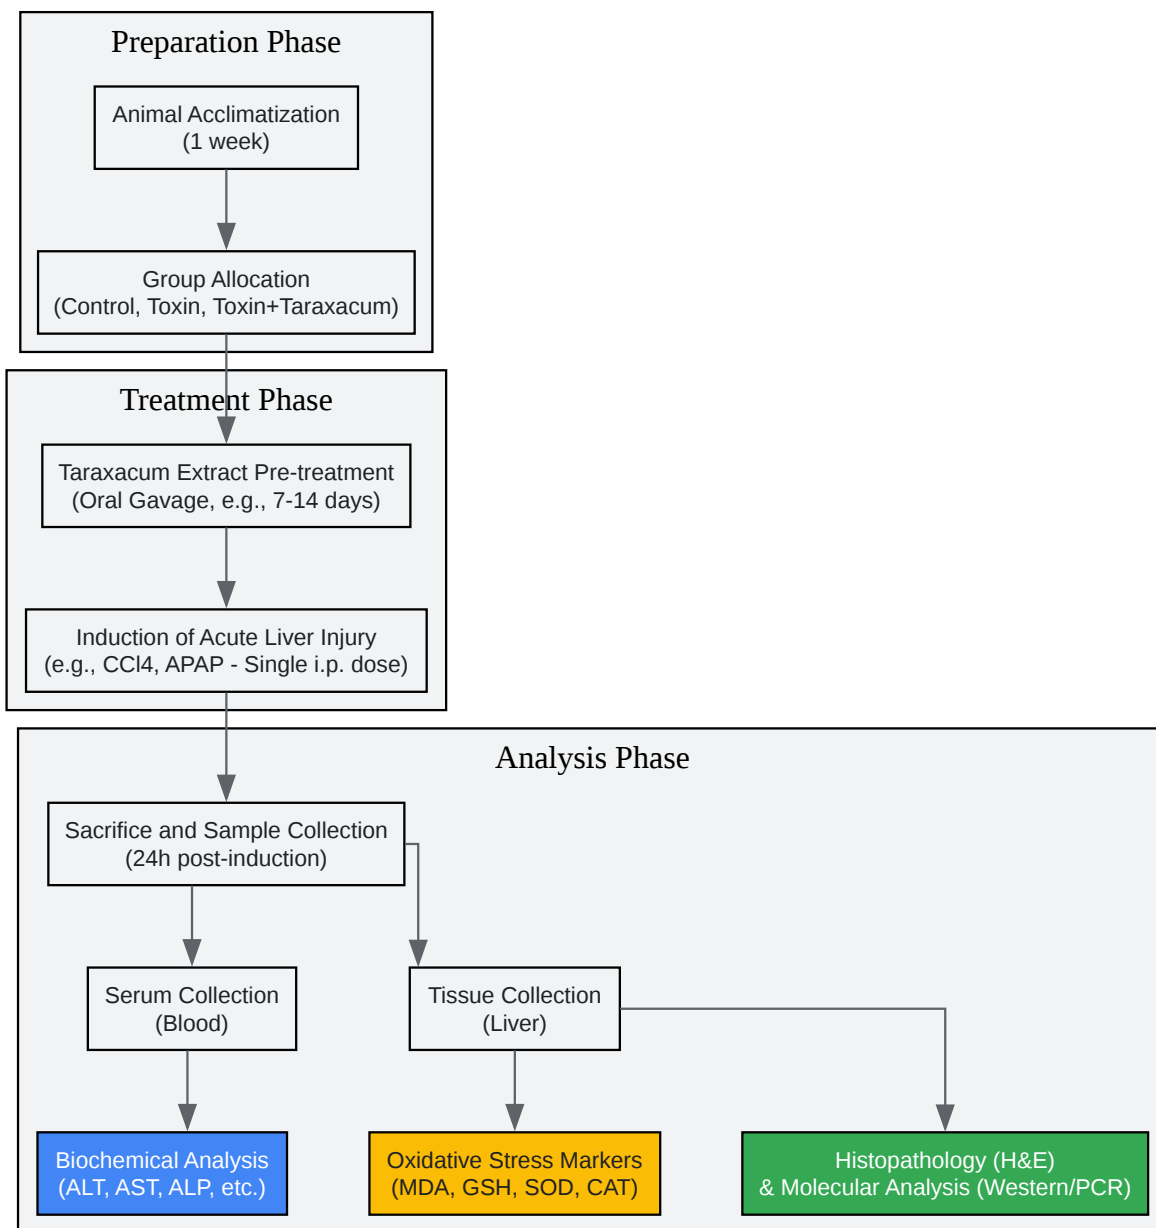 Preparation Phase
Animal Acclimatization
(1 week)
Group Allocation
(Control, Toxin, Toxin+Taraxacum)
Treatment Phase
Taraxacum Extract Pre-treatment
(Oral Gavage, e.g., 7-14 days)
Induction of Acute Liver Injury
(e.g., CCl4, APAP - Single i.p. dose)
Analysis Phase
Sacrifice and Sample Collection
(24h post-induction)
Serum Collection
(Blood)
Tissue Collection
(Liver)
Biochemical Analysis
(ALT, AST, ALP, etc.)
Oxidative Stress Markers
(MDA, GSH, SOD, CAT)
Histopathology (H&E)
& Molecular Analysis (Western/PCR)